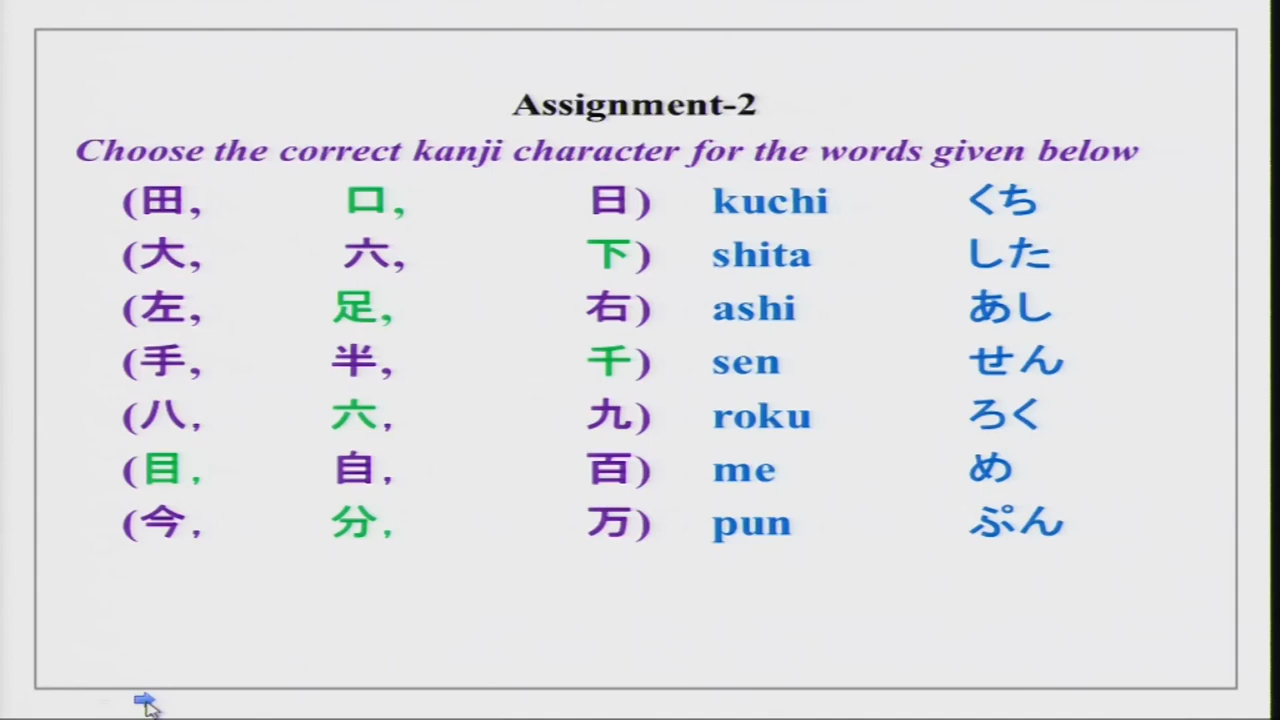 Assignment-2
Choose the correct kanji character for the words given below
(田, 口, 日) kuchi くち
(大, 六, 下) shita した
(左, 足, 右) ashi あし
(手, 半, 千) sen せん
(八, 六, 九) roku ろく
(目, 自, 百) me め
(今, 分, 万) pun ぷん